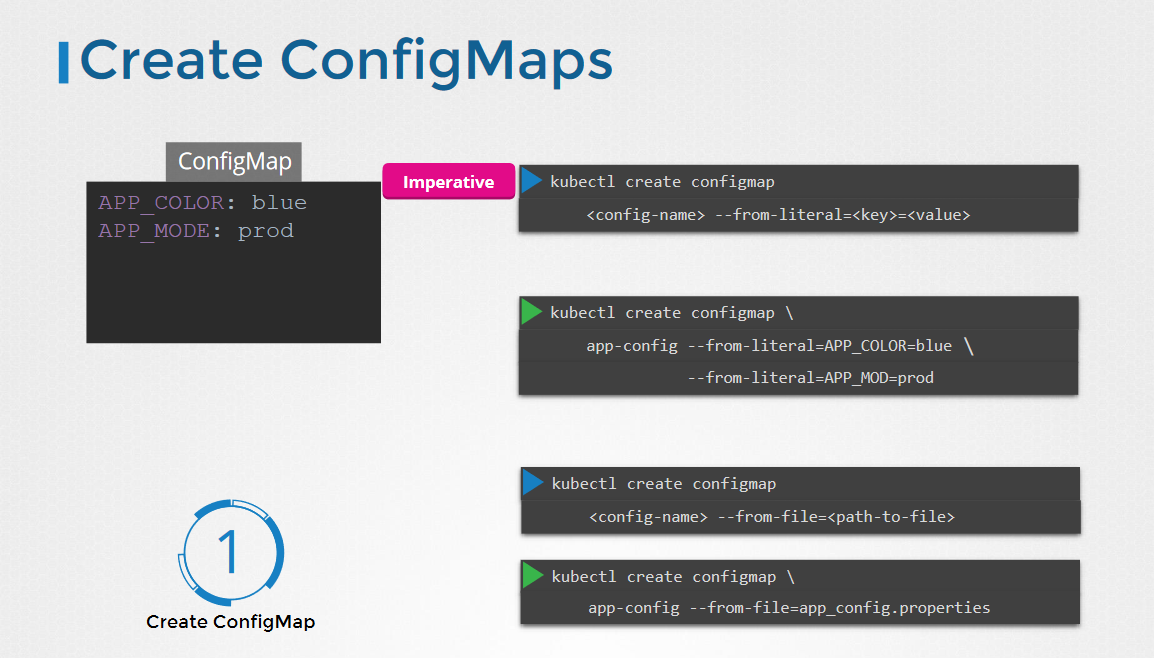 Create ConfigMaps
ConfigMap
APP_COLOR: blue
APP_MODE: prod
Imperative
kubectl create configmap
<config-name> --from-literal=<key>=<value>
kubectl create configmap \
app-config --from-literal=APP_COLOR=blue \
--from-literal=APP_MOD=prod
kubectl create configmap
<config-name> --from-file=<path-to-file>
kubectl create configmap \
app-config --from-file=app_config.properties
1
Create ConfigMap